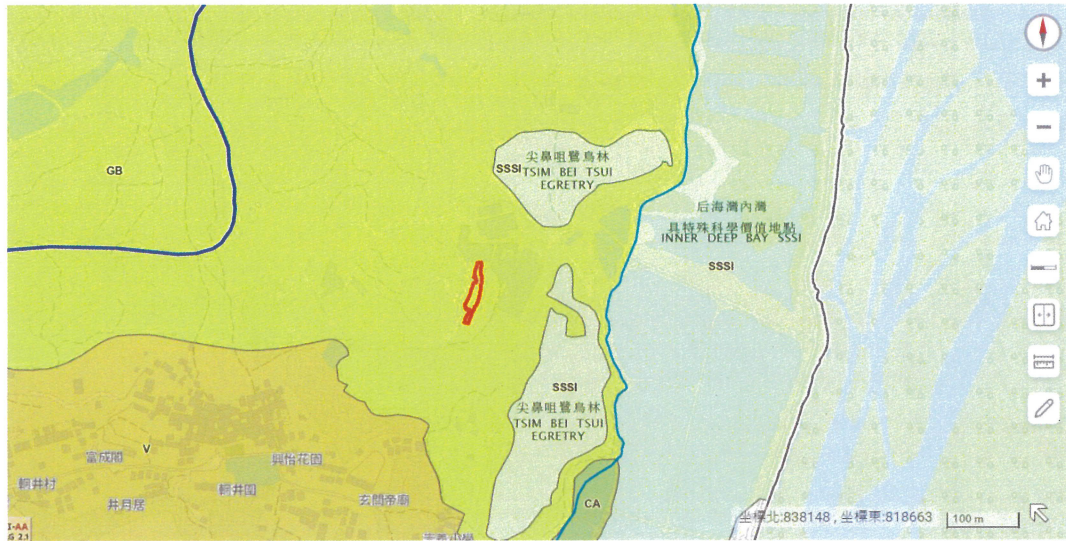 GB
尖鼻咀鷺鳥林
SSSI
TSIM BEI TSUI
EGRETRY
后海灣內灣
具特殊科學價值地點
INNER DEEP BAY SSSI
SSSI
SSSI
尖鼻咀鷺鳥林
TSIM BEI TSUI
EGRETRY
V
富成閣
興怡花園
輞井村
輞井圍
井月居
玄關帝廟
CA
坐標北:838148 , 坐標東:818663
100 m
I-AA
G 2.1